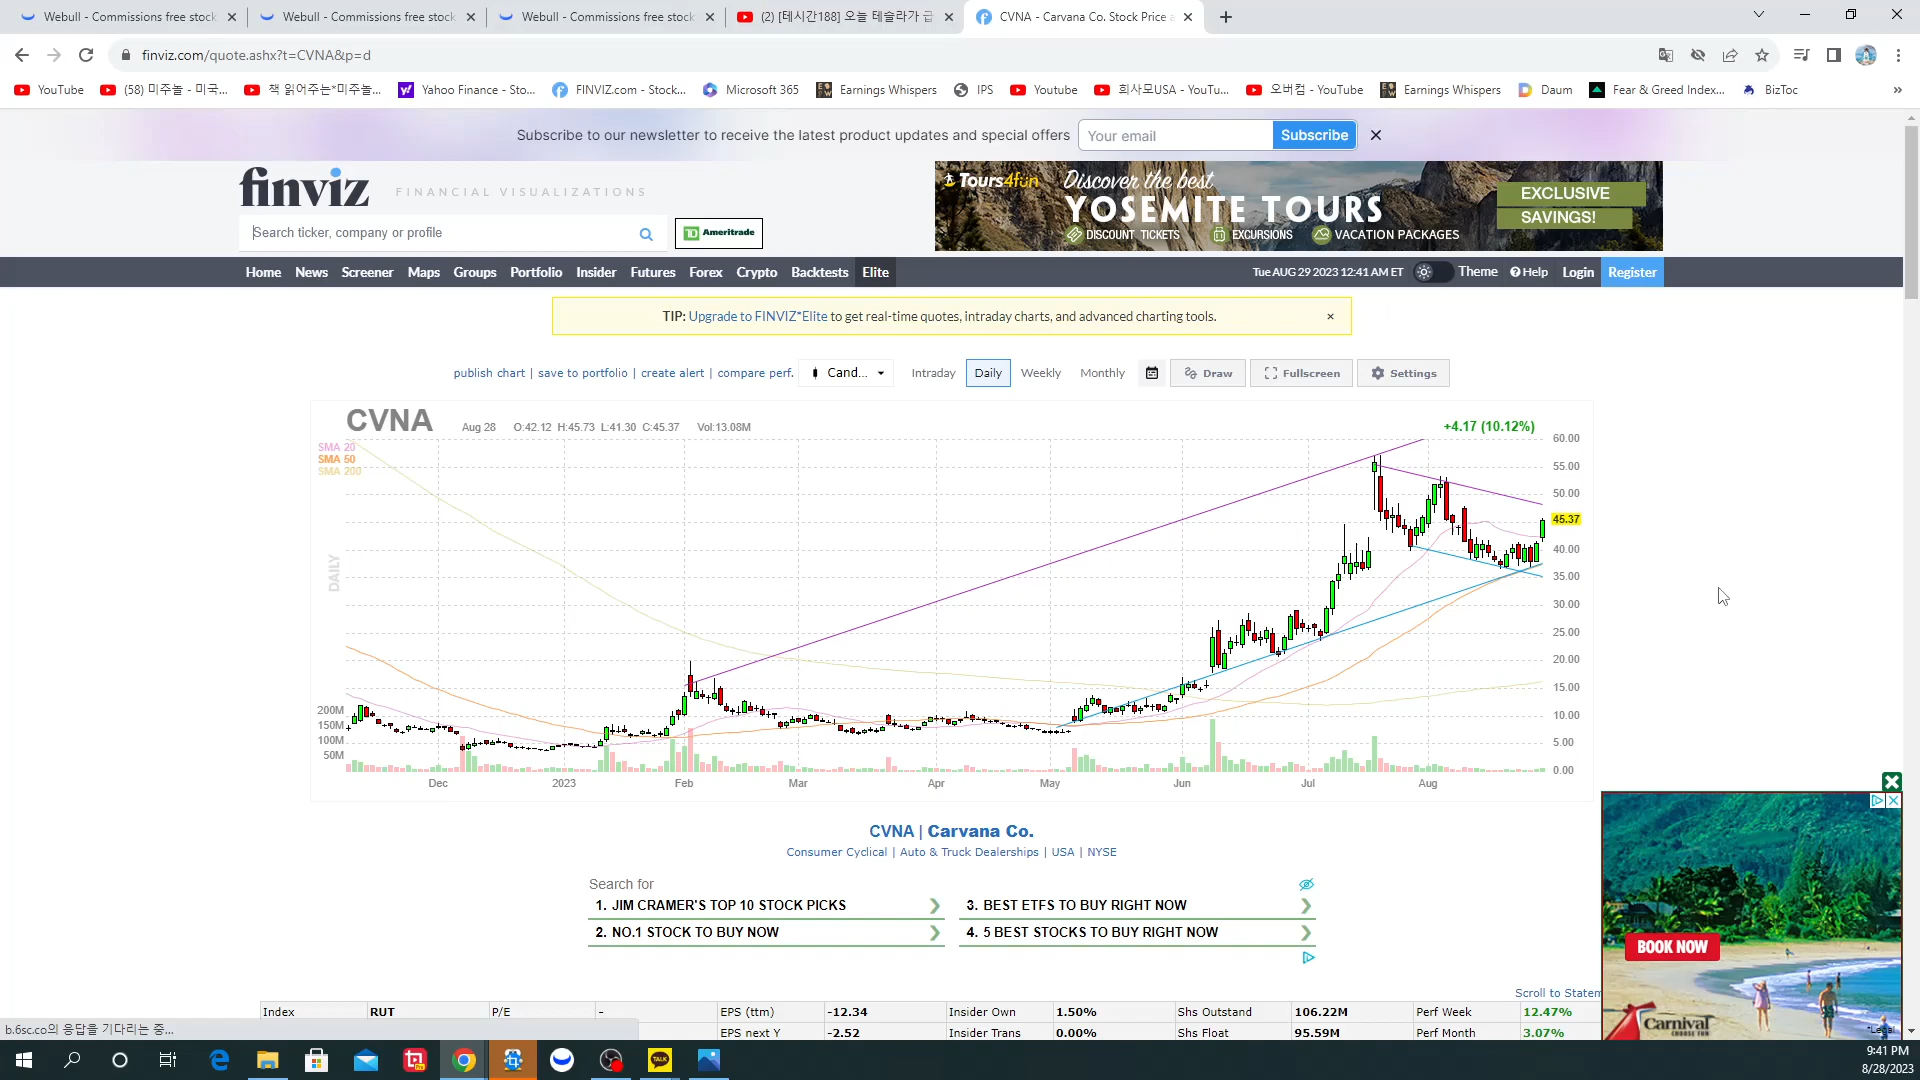 Webull - Commissions free stock
Webull - Commissions free stock
Webull - Commissions free stock
(2) [테시간188] 오늘 테슬라가 급
CVNA - Carvana Co. Stock Price a
finviz.com/quote.ashx?t=CVNA&p=d
YouTube
(58) 미주놀 - 미국...
책 읽어주는*미주놀...
Yahoo Finance - Sto...
FINVIZ.com - Stock...
Microsoft 365
Earnings Whispers
IPS
Youtube
회사모USA - YouTu...
오버컴 - YouTube
Earnings Whispers
Daum
Fear & Greed Index...
BizToc
Subscribe to our newsletter to receive the latest product updates and special offers
Your email
Subscribe
finviz
FINANCIAL VISUALIZATIONS
Search ticker, company or profile
TD Ameritrade
Tours4fun
Discover the best
YOSEMITE TOURS
DISCOUNT TICKETS EXCURSIONS VACATION PACKAGES
EXCLUSIVE
SAVINGS!
Home News Screener Maps Groups Portfolio Insider Futures Forex Crypto Backtests Elite
Tue AUG 29 2023 12:41 AM ET Theme Help Login Register
TIP: Upgrade to FINVIZ*Elite to get real-time quotes, intraday charts, and advanced charting tools. ×
publish chart | save to portfolio | create alert | compare perf. Cand... Intraday Daily Weekly Monthly Draw Fullscreen Settings
CVNA Aug 28 O:42.12 H:45.73 L:41.30 C:45.37 Vol:13.08M +4.17 (10.12%)
SMA 20
SMA 50
SMA 200
DAILY
60.00
55.00
50.00
45.37
40.00
35.00
30.00
25.00
20.00
15.00
10.00
5.00
0.00
200M
150M
100M
50M
Dec 2023 Feb Mar Apr May Jun Jul Aug
CVNA | Carvana Co.
Consumer Cyclical | Auto & Truck Dealerships | USA | NYSE
Search for
1. JIM CRAMER'S TOP 10 STOCK PICKS
2. NO.1 STOCK TO BUY NOW
3. BEST ETFS TO BUY RIGHT NOW
4. 5 BEST STOCKS TO BUY RIGHT NOW
Scroll to Statem
Index RUT P/E - EPS (ttm) -12.34 Insider Own 1.50% Shs Outstand 106.22M Perf Week 12.47%
EPS next Y -2.52 Insider Trans 0.00% Shs Float 95.59M Perf Month 3.07%
BOOK NOW
Carnival
CHOOSE FUN
*Legal
b.6sc.co의 응답을 기다리는 중...
TALK
9:41 PM
8/28/2023